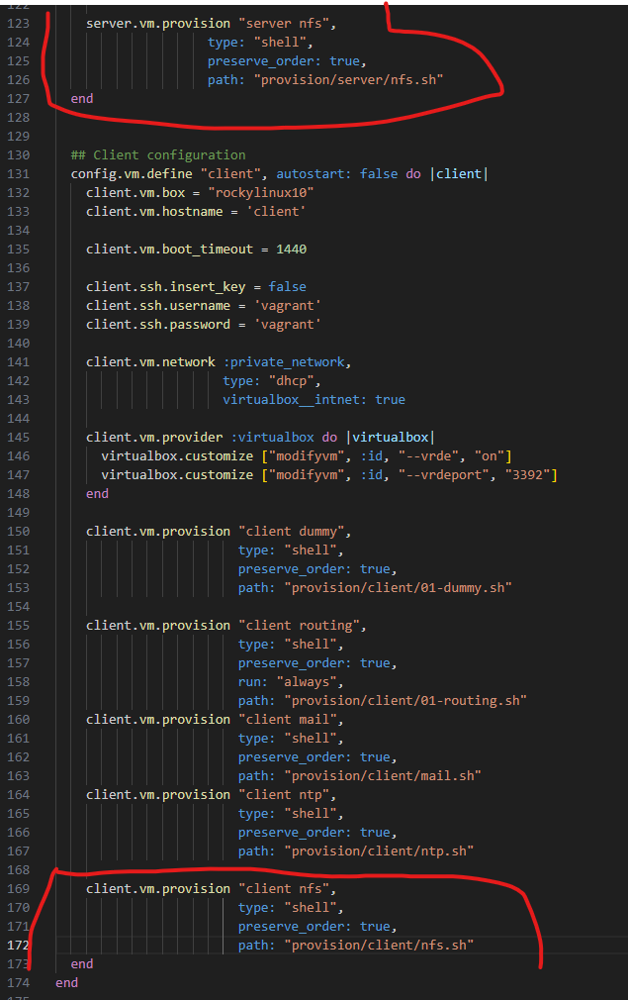 122
123 server.vm.provision "server nfs",
124 type: "shell",
125 preserve_order: true,
126 path: "provision/server/nfs.sh"
127 end
128
129
130 ## Client configuration
131 config.vm.define "client", autostart: false do |client|
132 client.vm.box = "rockylinux10"
133 client.vm.hostname = 'client'
134
135 client.vm.boot_timeout = 1440
136
137 client.ssh.insert_key = false
138 client.ssh.username = 'vagrant'
139 client.ssh.password = 'vagrant'
140
141 client.vm.network :private_network,
142 type: "dhcp",
143 virtualbox__intnet: true
144
145 client.vm.provider :virtualbox do |virtualbox|
146 virtualbox.customize ["modifyvm", :id, "--vrde", "on"]
147 virtualbox.customize ["modifyvm", :id, "--vrdeport", "3392"]
148 end
149
150 client.vm.provision "client dummy",
151 type: "shell",
152 preserve_order: true,
153 path: "provision/client/01-dummy.sh"
154
155 client.vm.provision "client routing",
156 type: "shell",
157 preserve_order: true,
158 run: "always",
159 path: "provision/client/01-routing.sh"
160 client.vm.provision "client mail",
161 type: "shell",
162 preserve_order: true,
163 path: "provision/client/mail.sh"
164 client.vm.provision "client ntp",
165 type: "shell",
166 preserve_order: true,
167 path: "provision/client/ntp.sh"
168
169 client.vm.provision "client nfs",
170 type: "shell",
171 preserve_order: true,
172 path: "provision/client/nfs.sh"
173 end
174 end
175